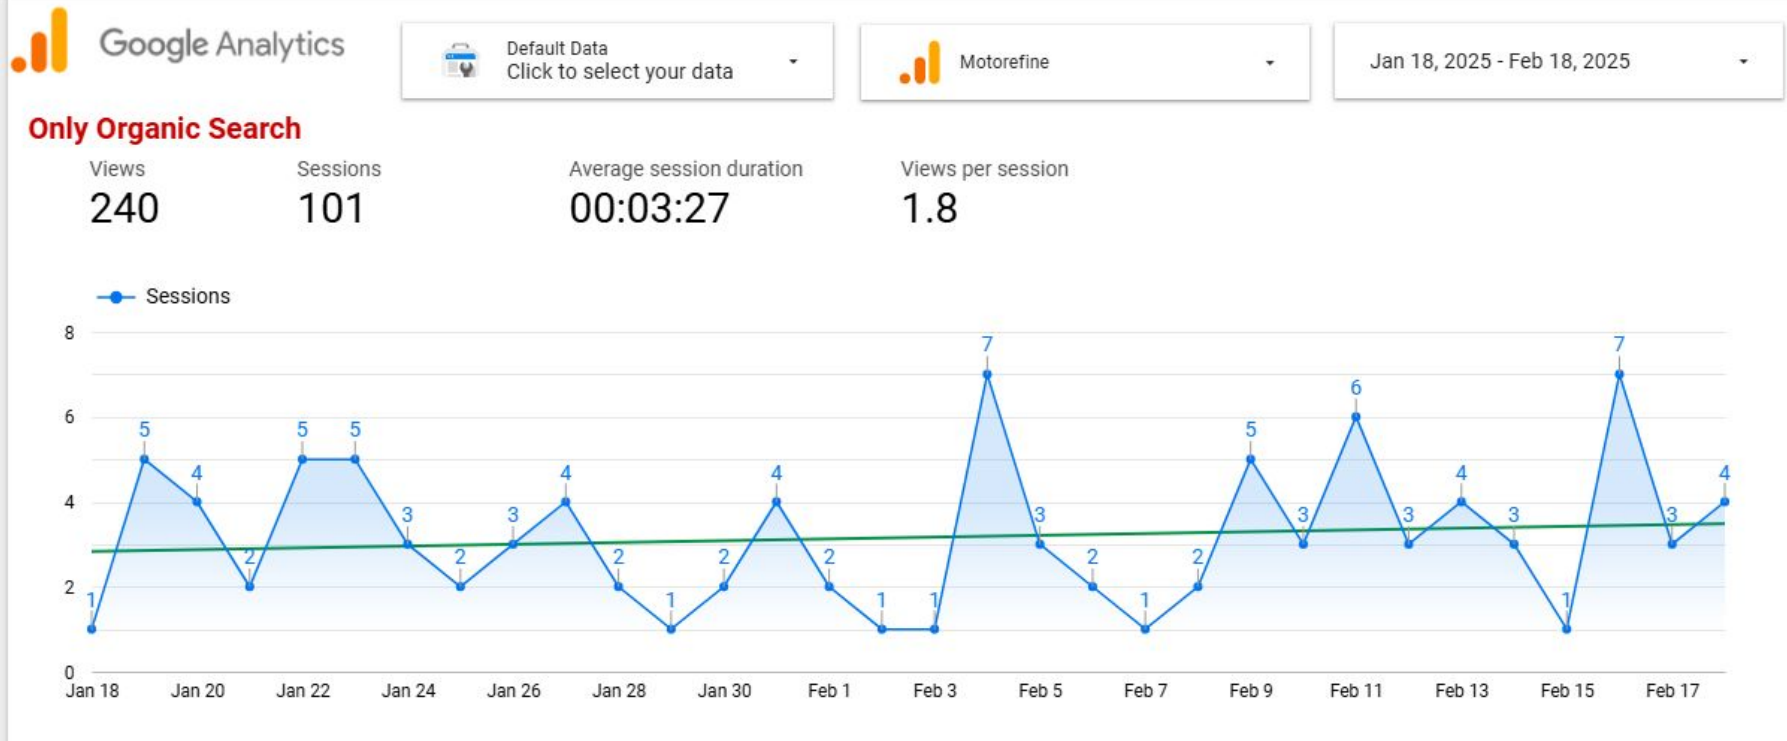 Google Analytics
Default Data
Click to select your data
Motorefine
Jan 18, 2025 - Feb 18, 2025
Only Organic Search
Views
240
Sessions
101
Average session duration
00:03:27
Views per session
1.8
Sessions
8
6
4
2
0
1
5
4
2
5
5
3
2
3
4
2
1
2
4
2
1
1
7
3
2
1
2
5
3
6
3
4
3
1
7
3
4
Jan 18
Jan 20
Jan 22
Jan 24
Jan 26
Jan 28
Jan 30
Feb 1
Feb 3
Feb 5
Feb 7
Feb 9
Feb 11
Feb 13
Feb 15
Feb 17